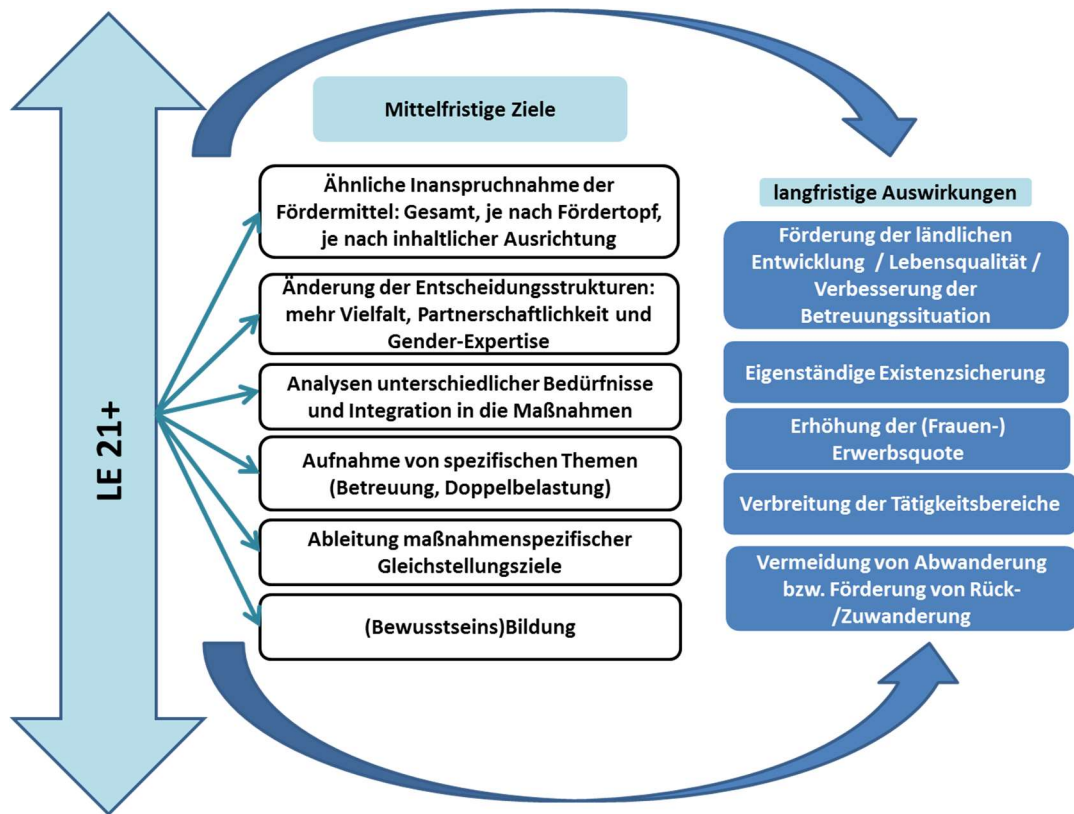 LE 21+
Mittelfristige Ziele
Ähnliche Inanspruchnahme der
Fördermittel: Gesamt, je nach Fördertopf,
je nach inhaltlicher Ausrichtung
Änderung der Entscheidungsstrukturen:
mehr Vielfalt, Partnerschaftlichkeit und
Gender-Expertise
Analysen unterschiedlicher Bedürfnisse
und Integration in die Maßnahmen
Aufnahme von spezifischen Themen
(Betreuung, Doppelbelastung)
Ableitung maßnahmenspezifischer
Gleichstellungsziele
(Bewusstseins)Bildung
langfristige Auswirkungen
Förderung der ländlichen
Entwicklung / Lebensqualität /
Verbesserung der
Betreuungssituation
Eigenständige Existenzsicherung
Erhöhung der (Frauen-)
Erwerbsquote
Verbreitung der Tätigkeitsbereiche
Vermeidung von Abwanderung
bzw. Förderung von Rück-
/Zuwanderung